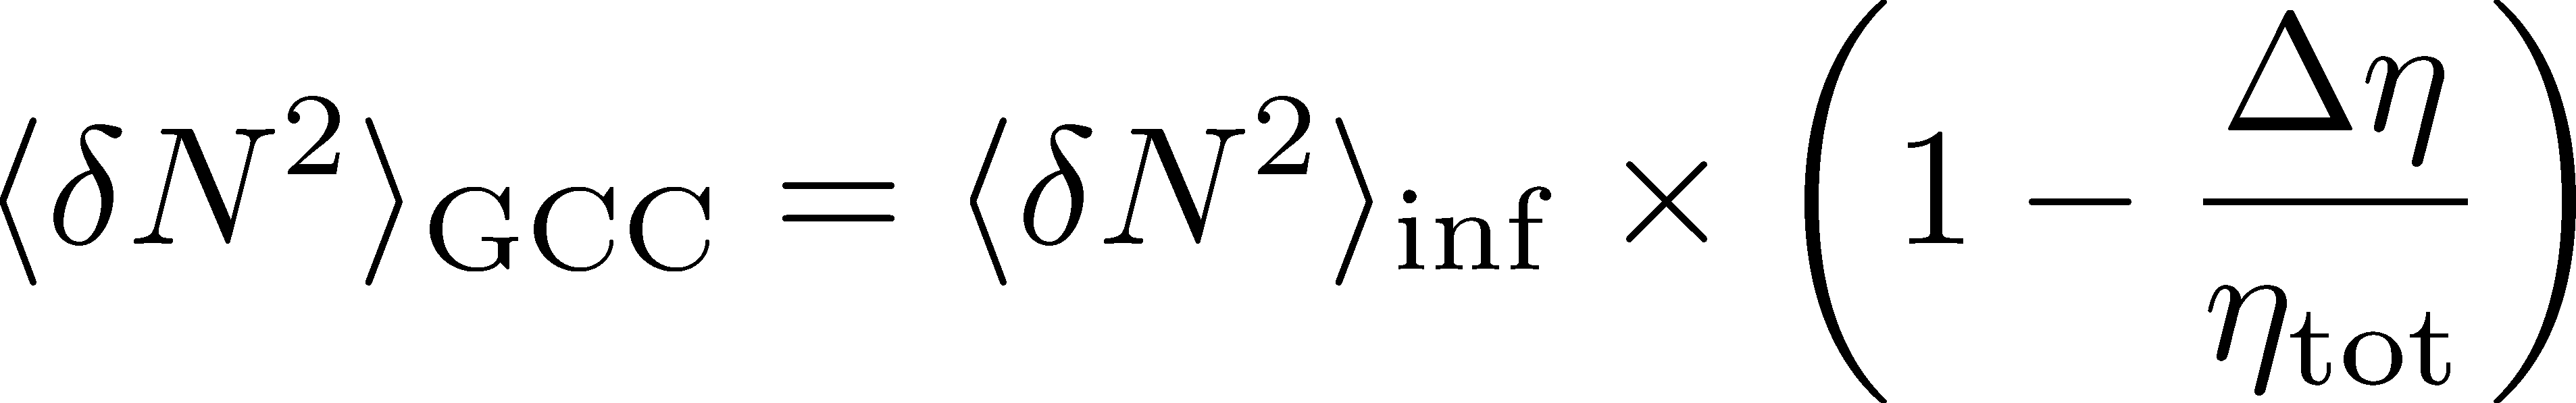 ⟨δN²⟩_GCC = ⟨δN²⟩_inf × (1 − Δη/η_tot)